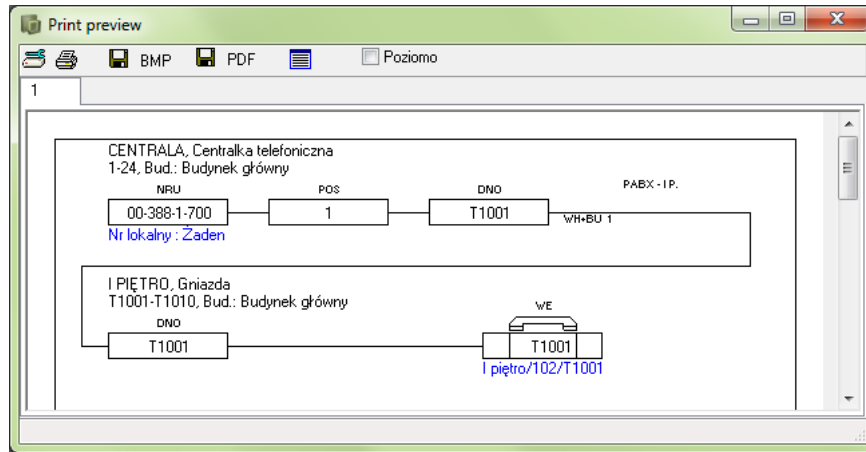 Print preview
BMP PDF Poziomo
1
CENTRALA, Centralka telefoniczna
1-24, Bud.: Budynek główny
NRU POS DNO PABX - I P.
00-388-1-700 1 T1001 WH+BU 1
Nr lokalny : Żaden
I PIĘTRO, Gniazda
T1001-T1010, Bud.: Budynek główny
DNO WE
T1001 T1001
I piętro/102/T1001